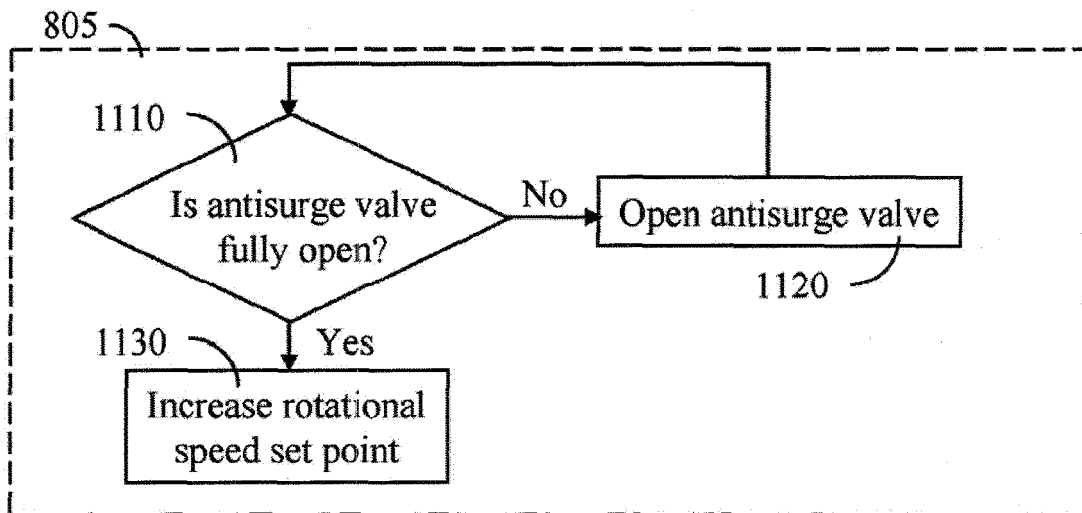 805
1110
Is antisurge valve
fully open?
No
Open antisurge valve
1120
Yes
1130
Increase rotational
speed set point